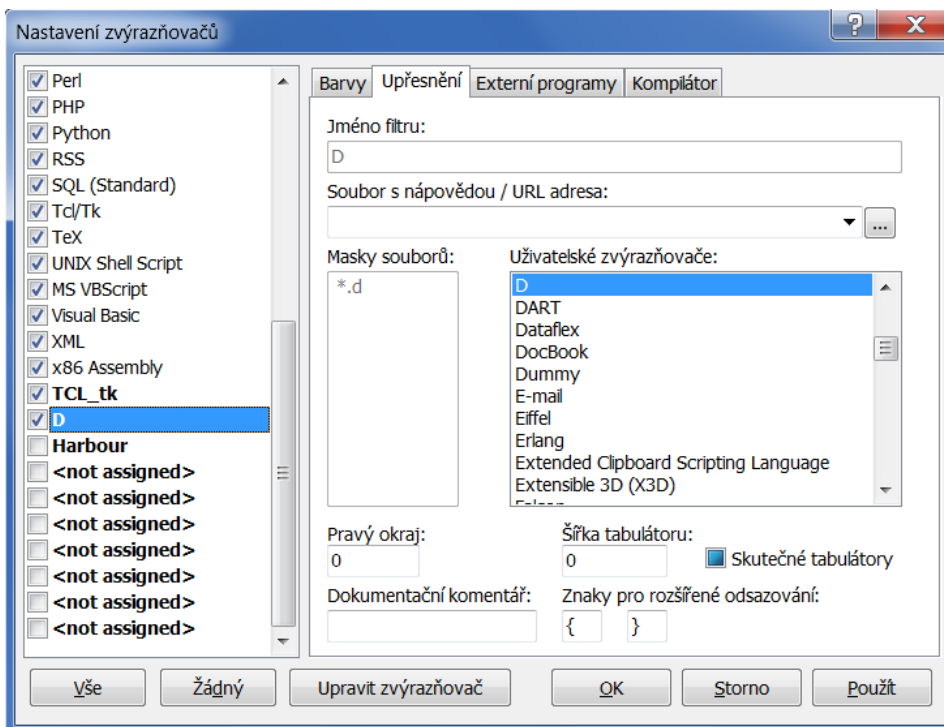 Nastavení zvýrazňovačů
Perl
PHP
Python
RSS
SQL (Standard)
Tcl/Tk
TeX
UNIX Shell Script
MS VBScript
Visual Basic
XML
x86 Assembly
TCL_tk
D
Harbour
<not assigned>
<not assigned>
<not assigned>
<not assigned>
<not assigned>
<not assigned>
<not assigned>
Barvy Upřesnění Externí programy Kompilátor
Jméno filtru:
D
Soubor s nápovědou / URL adresa:
...
Masky souborů:
*.d
Uživatelské zvýrazňovače:
D
DART
Dataflex
DocBook
Dummy
E-mail
Eiffel
Erlang
Extended Clipboard Scripting Language
Extensible 3D (X3D)
Pravý okraj:
0
Šířka tabulátoru:
0
Skutečné tabulátory
Dokumentační komentář:
Znaky pro rozšířené odsazování:
{ }
Vše Žádný Upravit zvýrazňovač OK Storno Použít